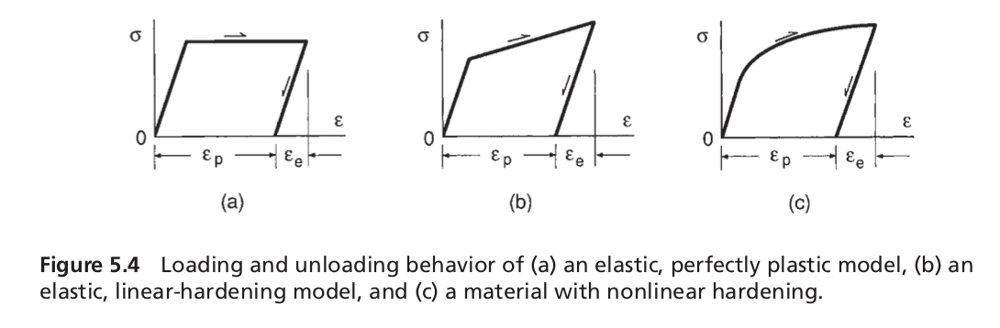 σ
ε
0
εp
εe
(a)
σ
ε
0
εp
εe
(b)
σ
ε
0
εp
εe
(c)
Figure 5.4 Loading and unloading behavior of (a) an elastic, perfectly plastic model, (b) an
elastic, linear-hardening model, and (c) a material with nonlinear hardening.